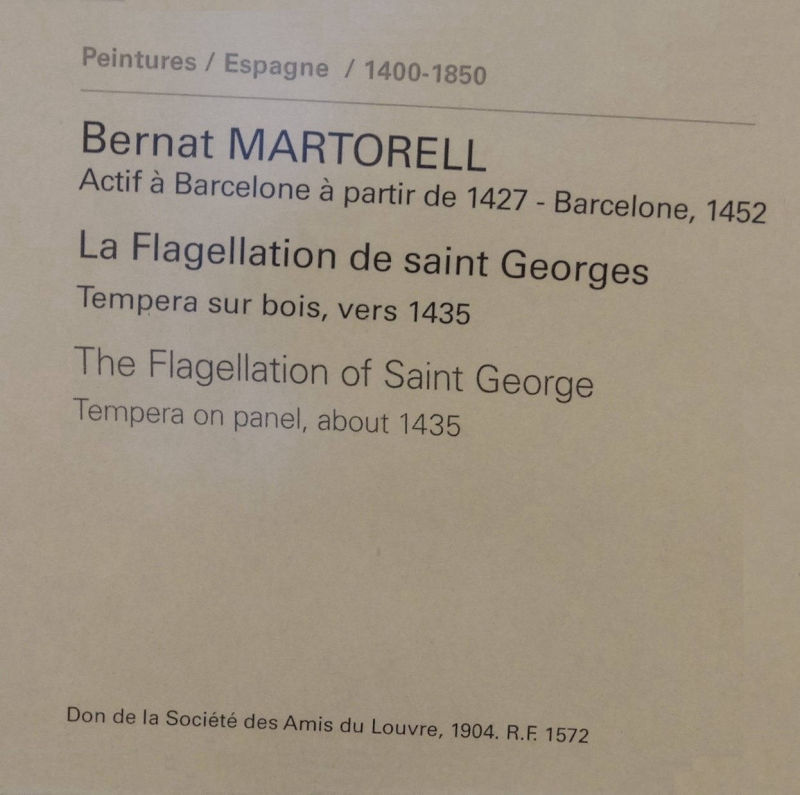 Peintures / Espagne / 1400-1850
Bernat MARTORELL
Actif à Barcelone à partir de 1427 - Barcelone, 1452
La Flagellation de saint Georges
Tempera sur bois, vers 1435
The Flagellation of Saint George
Tempera on panel, about 1435
Don de la Société des Amis du Louvre, 1904. R.F. 1572